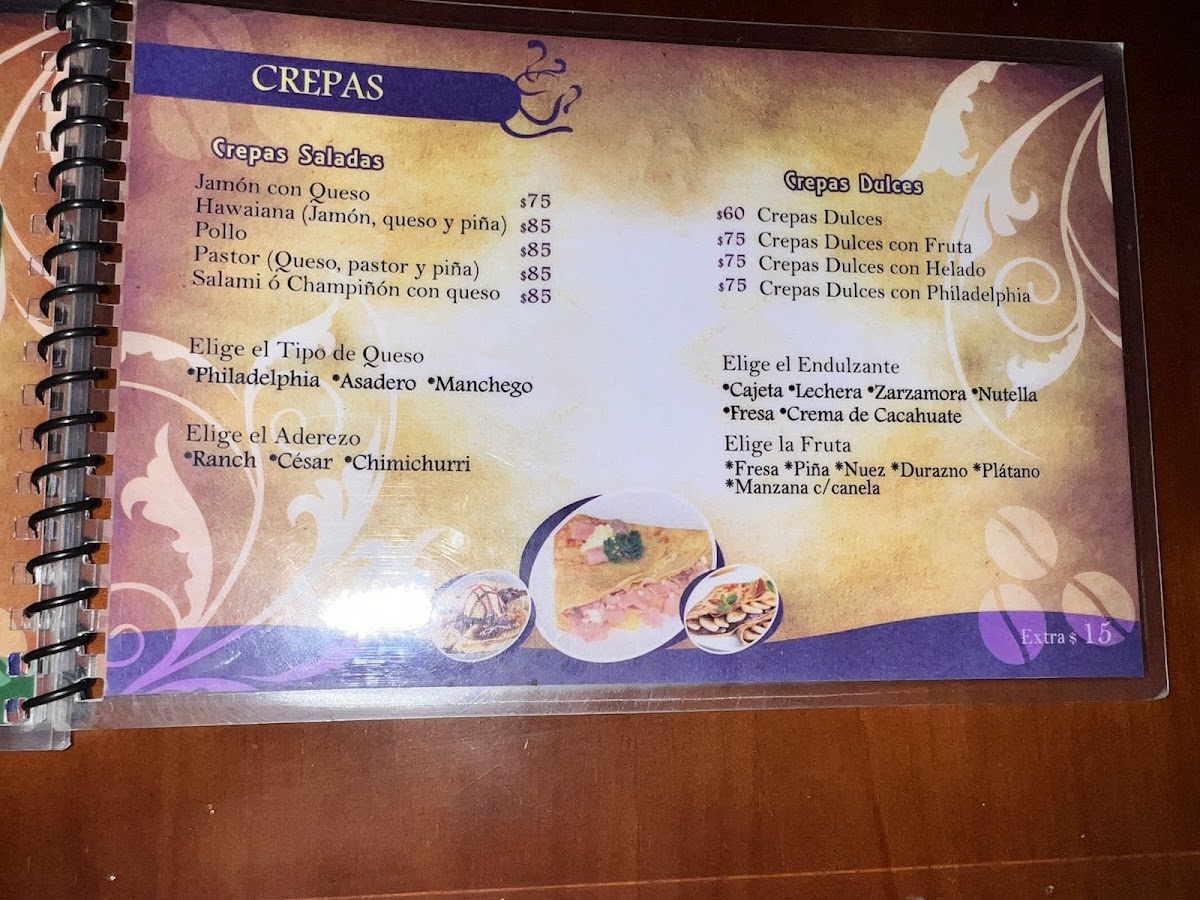 CREPAS
Crepas Saladas
Jamón con Queso $75
Hawaiana (Jamón, queso y piña) $85
Pollo $85
Pastor (Queso, pastor y piña) $85
Salami ó Champiñón con queso $85
Elige el Tipo de Queso
•Philadelphia •Asadero •Manchego
Elige el Aderezo
•Ranch •César •Chimichurri
Crepas Dulces
$60 Crepas Dulces
$75 Crepas Dulces con Fruta
$75 Crepas Dulces con Helado
$75 Crepas Dulces con Philadelphia
Elige el Endulzante
•Cajeta •Lechera •Zarzamora •Nutella
•Fresa •Crema de Cacahuate
Elige la Fruta
*Fresa *Piña *Nuez *Durazno *Plátano
*Manzana c/canela
Extra $ 15